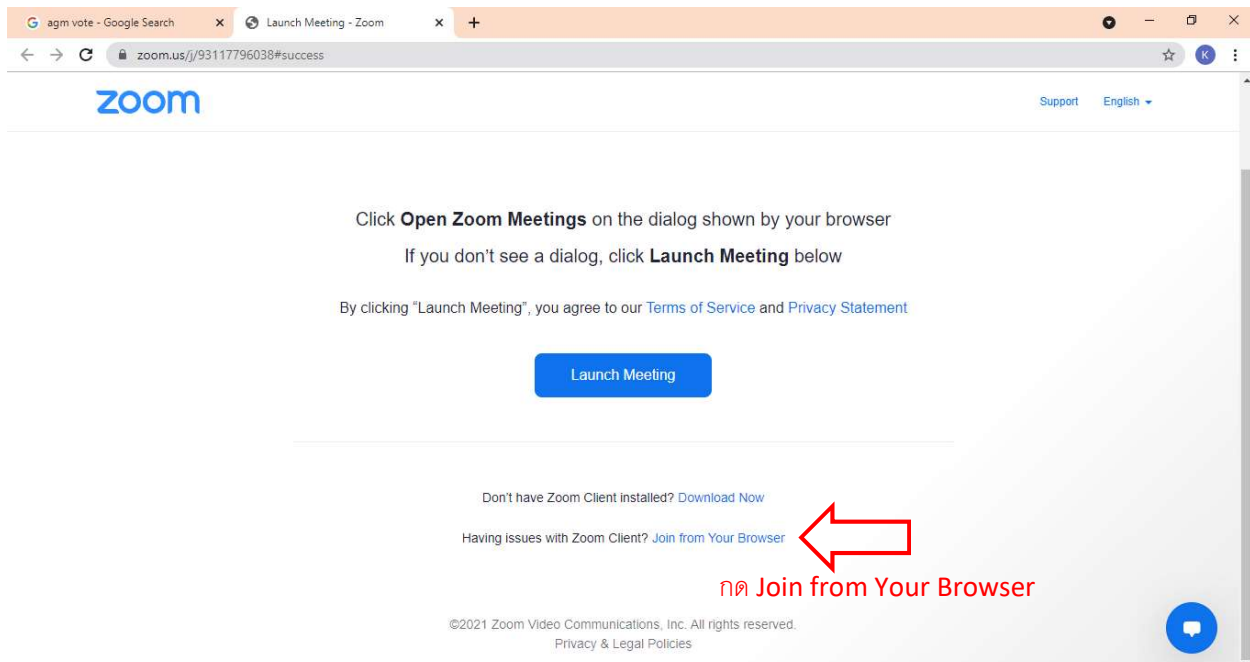 agm vote - Google Search
Launch Meeting - Zoom
zoom.us/j/93117796038#success
K
zoom
Support English
Click Open Zoom Meetings on the dialog shown by your browser
If you don't see a dialog, click Launch Meeting below
By clicking “Launch Meeting”, you agree to our Terms of Service and Privacy Statement
Launch Meeting
Don't have Zoom Client installed? Download Now
Having issues with Zoom Client? Join from Your Browser
กด Join from Your Browser
©2021 Zoom Video Communications, Inc. All rights reserved.
Privacy & Legal Policies